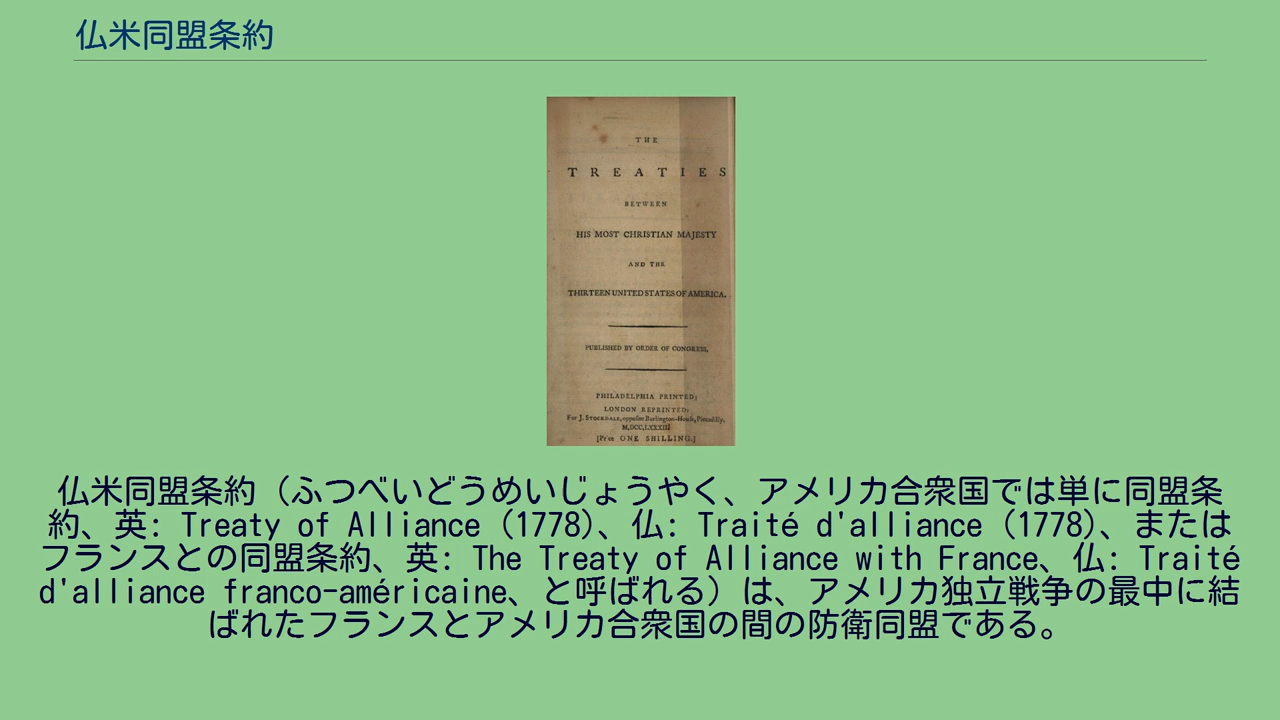 仏米同盟条約
THE
TREATIES
BETWEEN
HIS MOST CHRISTIAN MAJESTY
AND THE
THIRTEEN UNITED STATES OF AMERICA.
PUBLISHED BY ORDER OF CONGRESS,
PHILADELPHIA PRINTED;
LONDON REPRINTED:
For J. STOCKDALE, opposite Burlington-House, Piccadilly,
M,DCC,LXXXII
[Price ONE SHILLING.]
仏米同盟条約（ふつべいどうめいじょうやく、アメリカ合衆国では単に同盟条
約、英: Treaty of Alliance (1778)、仏: Traité d'alliance (1778)、または
フランスとの同盟条約、英: The Treaty of Alliance with France、仏: Traité
d'alliance franco-américaine、と呼ばれる）は、アメリカ独立戦争の最中に結
ばれたフランスとアメリカ合衆国の間の防衛同盟である。